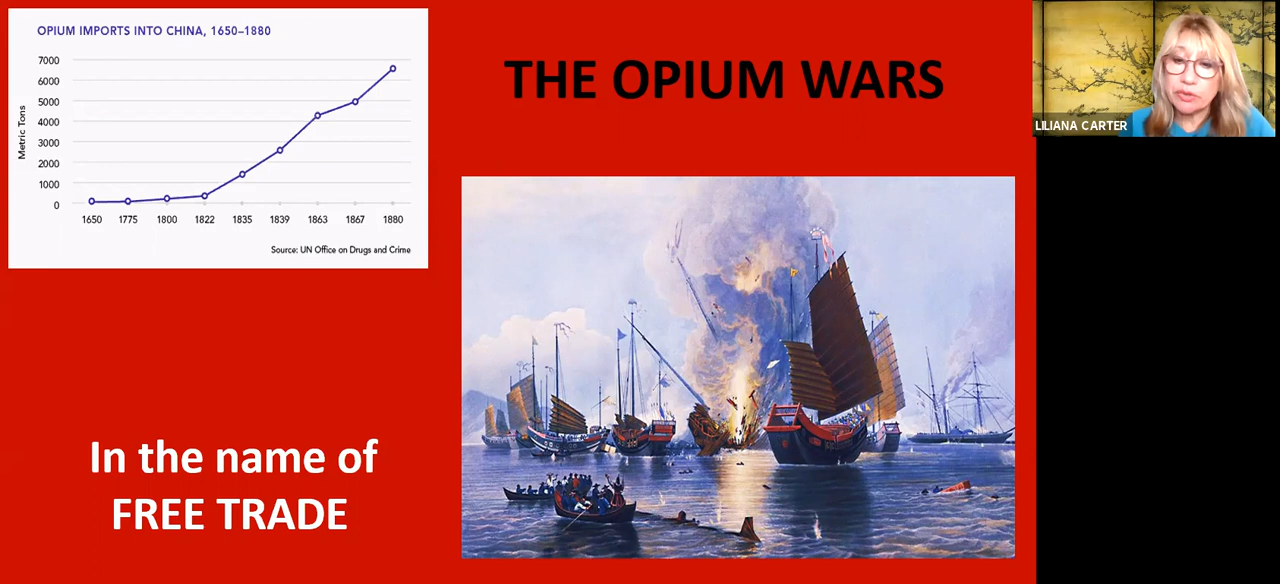 OPIUM IMPORTS INTO CHINA, 1650–1880
Metric Tons
7000
6000
5000
4000
3000
2000
1000
0
1650 1775 1800 1822 1835 1839 1863 1867 1880
Source: UN Office on Drugs and Crime
THE OPIUM WARS
In the name of
FREE TRADE
LILIANA CARTER